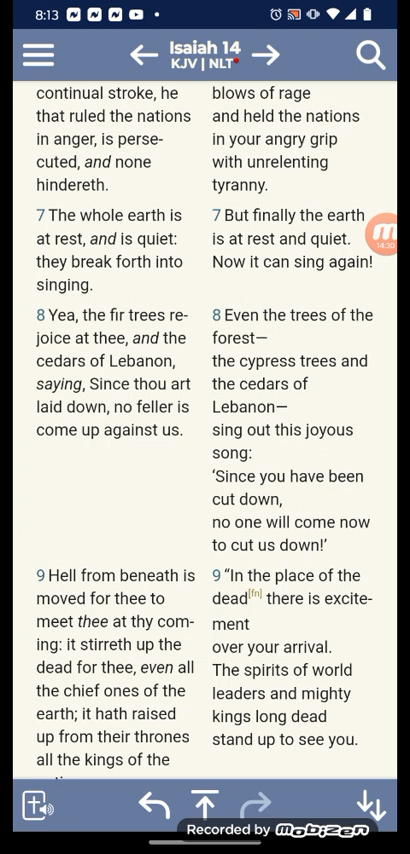 8:13
Isaiah 14
KJV | NLT
continual stroke, he
that ruled the nations
in anger, is perse-
cuted, and none
hindereth.
7 The whole earth is
at rest, and is quiet:
they break forth into
singing.
8 Yea, the fir trees re-
joice at thee, and the
cedars of Lebanon,
saying, Since thou art
laid down, no feller is
come up against us.
9 Hell from beneath is
moved for thee to
meet thee at thy com-
ing: it stirreth up the
dead for thee, even all
the chief ones of the
earth; it hath raised
up from their thrones
all the kings of the
blows of rage
and held the nations
in your angry grip
with unrelenting
tyranny.
7 But finally the earth
is at rest and quiet.
Now it can sing again!
8 Even the trees of the
forest—
the cypress trees and
the cedars of
Lebanon—
sing out this joyous
song:
‘Since you have been
cut down,
no one will come now
to cut us down!’
9 “In the place of the
dead[fn] there is excite-
ment
over your arrival.
The spirits of world
leaders and mighty
kings long dead
stand up to see you.
14:30
Recorded by mobizen